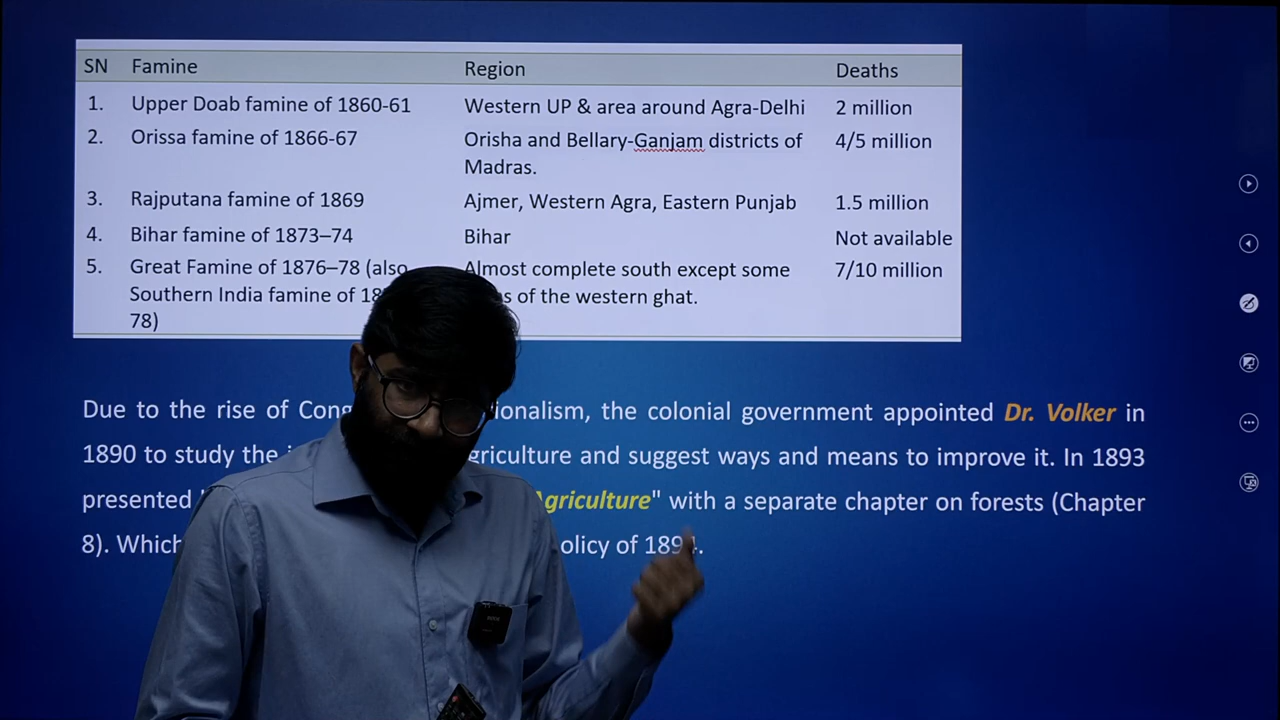 SN Famine Region Deaths
1. Upper Doab famine of 1860-61 Western UP & area around Agra-Delhi 2 million
2. Orissa famine of 1866-67 Orisha and Bellary-Ganjam districts of 4/5 million
Madras.
3. Rajputana famine of 1869 Ajmer, Western Agra, Eastern Punjab 1.5 million
4. Bihar famine of 1873–74 Bihar Not available
5. Great Famine of 1876–78 (also Almost complete south except some 7/10 million
Southern India famine of of the western ghat.
78)
Due to the rise of the colonial government appointed Dr. Volker in
1890 to study the and suggest ways and means to improve it. In 1893
presented Agriculture" with a separate chapter on forests (Chapter
8). Which of 1894.